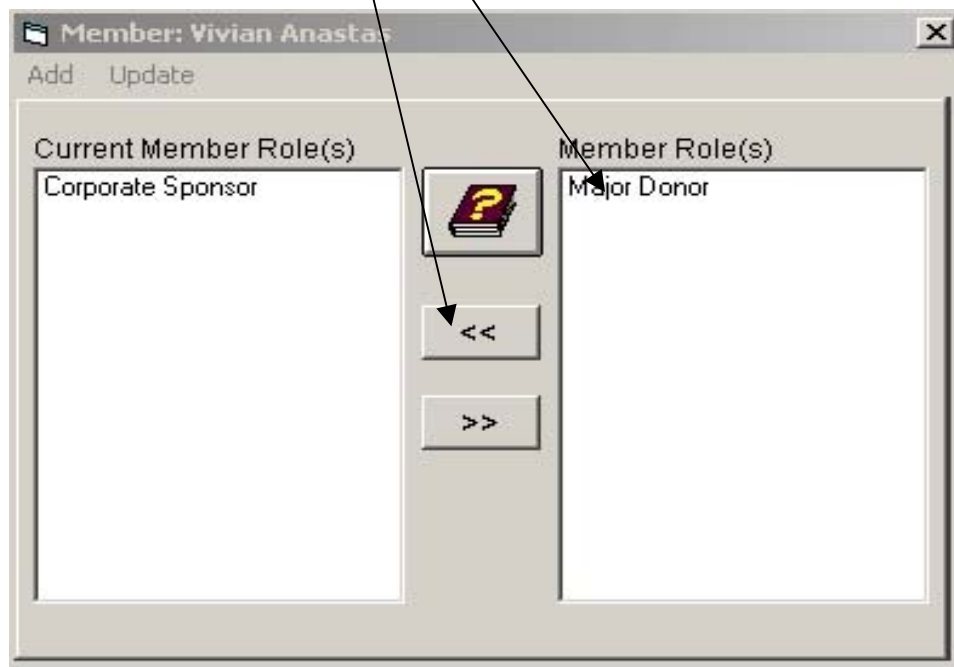 Member: Vivian Anastas
Add Update
Current Member Role(s)
Member Role(s)
Corporate Sponsor
?
Major Donor
<<
>>